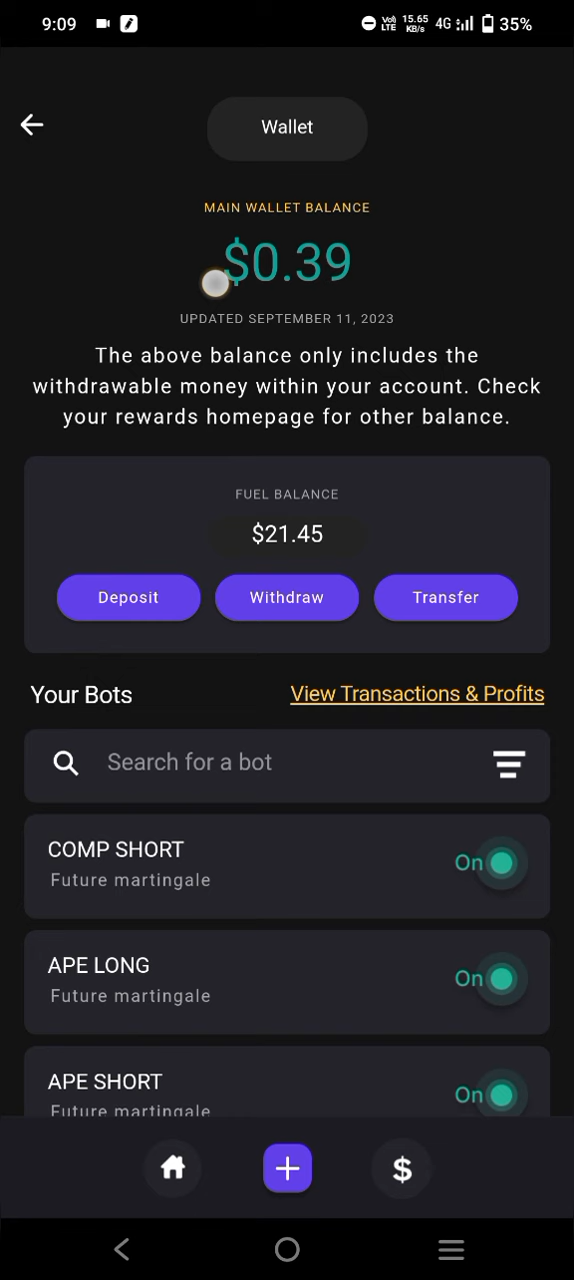 9:09 Vo) LTE 15.65 KB/s 4G 35%
Wallet
MAIN WALLET BALANCE
$0.39
UPDATED SEPTEMBER 11, 2023
The above balance only includes the
withdrawable money within your account. Check
your rewards homepage for other balance.
FUEL BALANCE
$21.45
Deposit Withdraw Transfer
Your Bots View Transactions & Profits
Search for a bot
COMP SHORT
On
Future martingale
APE LONG
On
Future martingale
APE SHORT
On
Future martingale
$